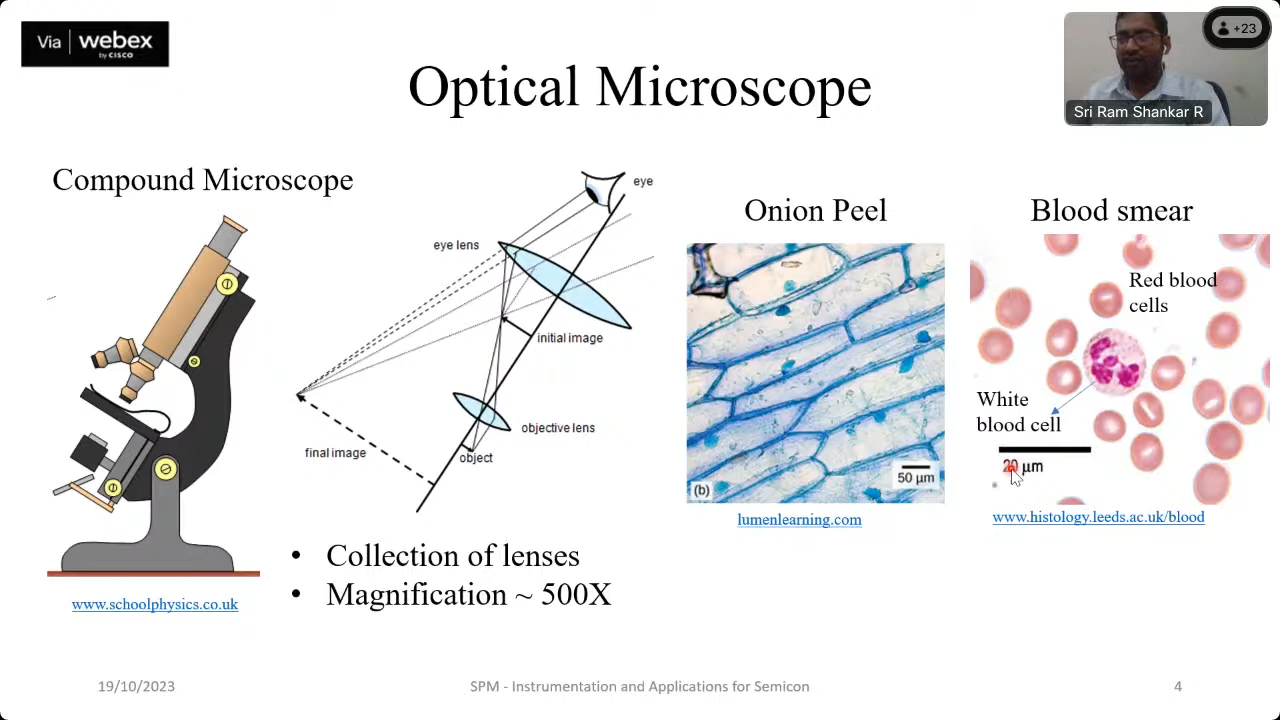 Via webex
by CISCO
+23
Sri Ram Shankar R
Optical Microscope
Compound Microscope
eye
eye lens
initial image
objective lens
object
final image
Onion Peel
Blood smear
Red blood
cells
White
blood cell
20 µm
50 µm
(b)
lumenlearning.com
www.histology.leeds.ac.uk/blood
• Collection of lenses
• Magnification ~ 500X
www.schoolphysics.co.uk
19/10/2023
SPM - Instrumentation and Applications for Semicon
4